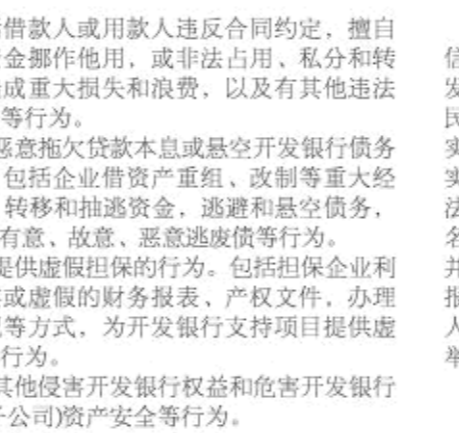 借款人或用款人违反合同约定，擅自
金挪作他用，或非法占用、私分和转
成重大损失和浪费，以及有其他违法
等行为。
恶意拖欠贷款本息或悬空开发银行债务
包括企业借资产重组、改制等重大经
转移和抽逃资金，逃避和悬空债务，
有意、故意、恶意逃废债等行为。
提供虚假担保的行为。包括担保企业利
或虚假的财务报表、产权文件，办理
等方式，为开发银行支持项目提供虚
行为。
其他侵害开发银行权益和危害开发银行
子公司)资产安全等行为。
信
发
民
实
实
法
名
并
报
人
举